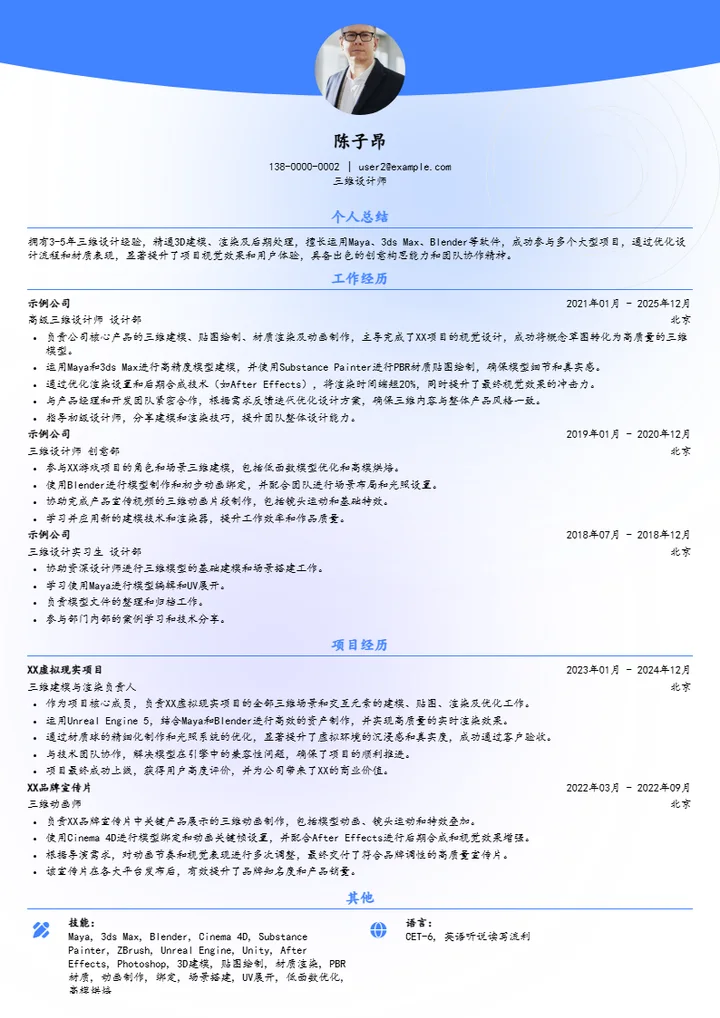 陈子昂
138-0000-0002 | user2@example.com
三维设计师
个人总结
拥有3-5年三维设计经验，精通3D建模、渲染及后期处理，擅长运用Maya、3ds Max、Blender等软件，成功参与多个大型项目，通过优化设
计流程和材质表现，显著提升了项目视觉效果和用户体验，具备出色的创意构思能力和团队协作精神。
工作经历
示例公司 2021年01月 - 2025年12月
高级三维设计师 设计部 北京
• 负责公司核心产品的三维建模、贴图绘制、材质渲染及动画制作，主导完成了XX项目的视觉设计，成功将概念草图转化为高质量的三维
模型。
• 运用Maya和3ds Max进行高精度模型建模，并使用Substance Painter进行PBR材质贴图绘制，确保模型细节和真实感。
• 通过优化渲染设置和后期合成技术（如After Effects），将渲染时间缩短20%，同时提升了最终视觉效果的冲击力。
• 与产品经理和开发团队紧密合作，根据需求反馈迭代优化设计方案，确保三维内容与整体产品风格一致。
• 指导初级设计师，分享建模和渲染技巧，提升团队整体设计能力。
示例公司 2019年01月 - 2020年12月
三维设计师 创意部 北京
• 参与XX游戏项目的角色和场景三维建模，包括低面数模型优化和高模烘焙。
• 使用Blender进行模型制作和初步动画绑定，并配合团队进行场景布局和光照设置。
• 协助完成产品宣传视频的三维动画片段制作，包括镜头运动和基础特效。
• 学习并应用新的建模技术和渲染器，提升工作效率和作品质量。
示例公司 2018年07月 - 2018年12月
三维设计实习生 设计部 北京
• 协助资深设计师进行三维模型的基础建模和场景搭建工作。
• 学习使用Maya进行模型编辑和UV展开。
• 负责模型文件的整理和归档工作。
• 参与部门内部的案例学习和技术分享。
项目经历
XX虚拟现实项目 2023年01月 - 2024年12月
三维建模与渲染负责人 北京
• 作为项目核心成员，负责XX虚拟现实项目的全部三维场景和交互元素的建模、贴图、渲染及优化工作。
• 运用Unreal Engine 5，结合Maya和Blender进行高效的资产制作，并实现高质量的实时渲染效果。
• 通过材质球的精细化制作和光照系统的优化，显著提升了虚拟环境的沉浸感和真实度，成功通过客户验收。
• 与技术团队协作，解决模型在引擎中的兼容性问题，确保了项目的顺利推进。
• 项目最终成功上线，获得用户高度评价，并为公司带来了XX的商业价值。
XX品牌宣传片 2022年03月 - 2022年09月
三维动画师 北京
• 负责XX品牌宣传片中关键产品展示的三维动画制作，包括模型动画、镜头运动和特效叠加。
• 使用Cinema 4D进行模型绑定和动画关键帧设置，并配合After Effects进行后期合成和视觉效果增强。
• 根据导演需求，对动画节奏和视觉表现进行多次调整，最终交付了符合品牌调性的高质量宣传片。
• 该宣传片在各大平台发布后，有效提升了品牌知名度和产品销量。
其他
技能：
Maya, 3ds Max, Blender, Cinema 4D, Substance
Painter, ZBrush, Unreal Engine, Unity, After
Effects, Photoshop, 3D建模, 贴图绘制, 材质渲染, PBR
材质, 动画制作, 绑定, 场景搭建, UV展开, 低面数优化,
高模烘焙
语言：
CET-6, 英语听说读写流利